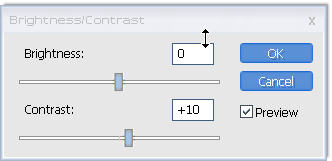 Brightness/Contrast x
Brightness: 0 OK
Cancel
Contrast: +10 Preview